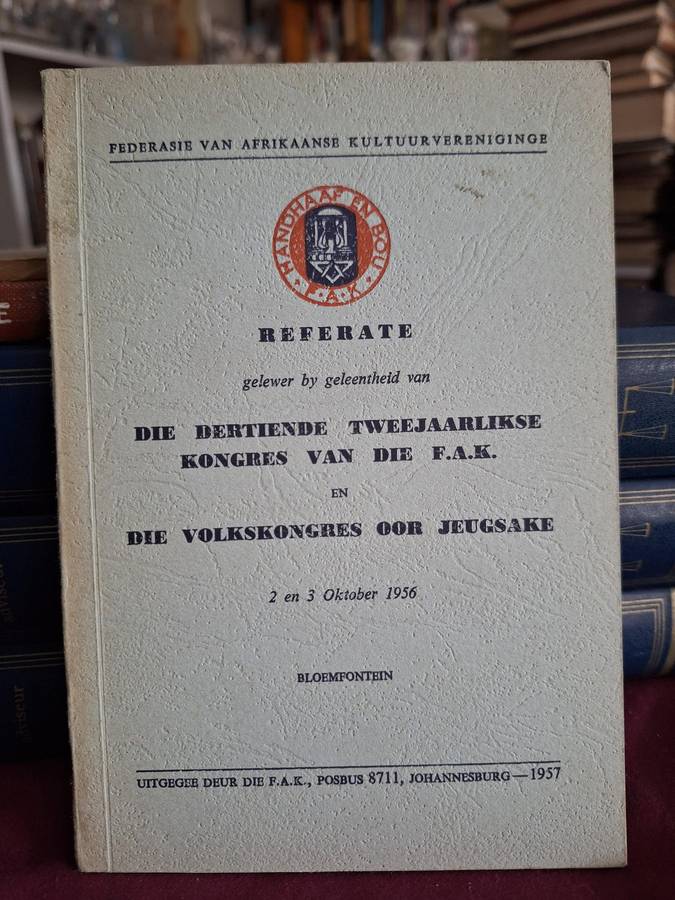 FEDERASIE VAN AFRIKAANSE KULTUURVERENIGINGE
HANDHAAF EN BOU
F.A.K.
REFERATE
gelewer by geleentheid van
DIE DERTIENDE TWEEJAARLIKSE
KONGRES VAN DIE F.A.K.
EN
DIE VOLKSKONGRES OOR JEUGSAKE
2 en 3 Oktober 1956
BLOEMFONTEIN
UITGEGEE DEUR DIE F.A.K., POSBUS 8711, JOHANNESBURG—1957